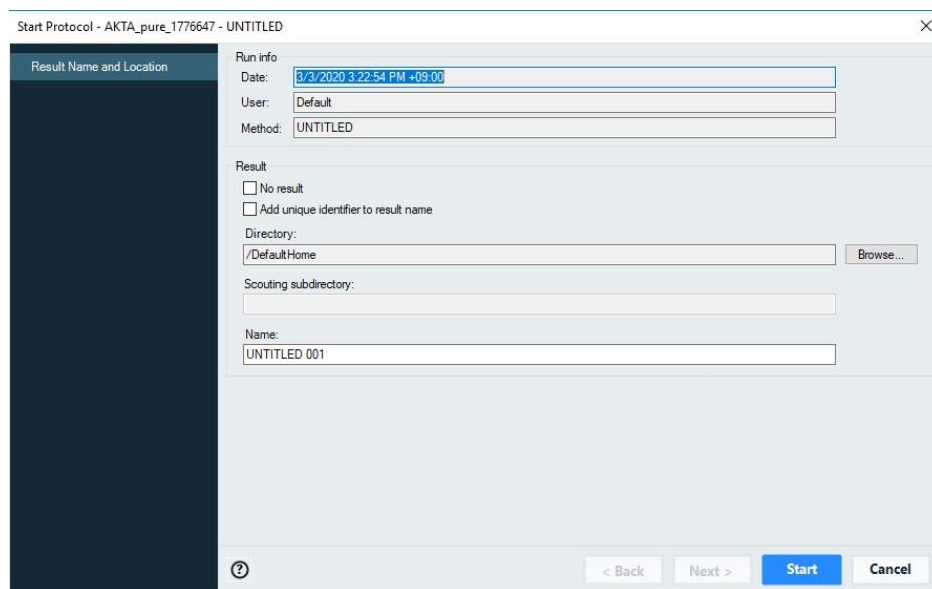 Start Protocol - AKTA_pure_1776647 - UNTITLED
Result Name and Location
Run info
Date: 3/3/2020 3:22:54 PM +09:00
User: Default
Method: UNTITLED
Result
No result
Add unique identifier to result name
Directory:
/DefaultHome Browse...
Scouting subdirectory:
Name:
UNTITLED 001
< Back Next > Start Cancel